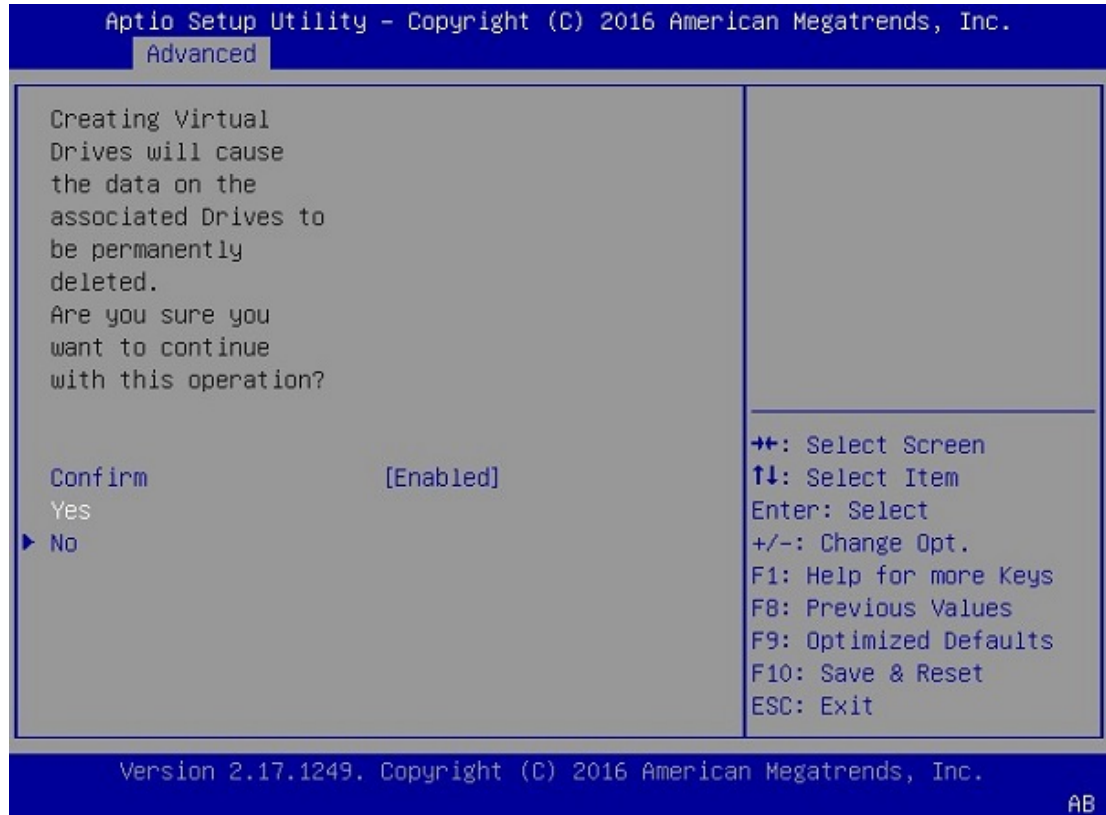 Aptio Setup Utility – Copyright (C) 2016 American Megatrends, Inc.
Advanced
Creating Virtual
Drives will cause
the data on the
associated Drives to
be permanently
deleted.
Are you sure you
want to continue
with this operation?
Confirm [Enabled]
Yes
No
→←: Select Screen
↑↓: Select Item
Enter: Select
+/-: Change Opt.
F1: Help for more Keys
F8: Previous Values
F9: Optimized Defaults
F10: Save & Reset
ESC: Exit
Version 2.17.1249. Copyright (C) 2016 American Megatrends, Inc.
AB